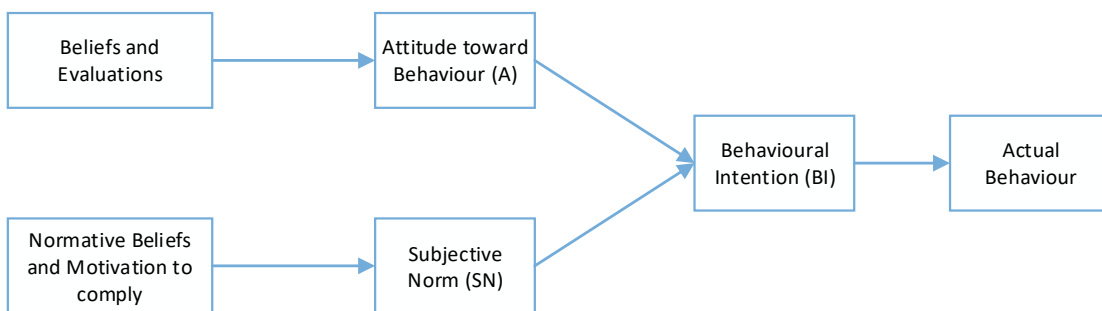 Beliefs and
Evaluations
Attitude toward
Behaviour (A)
Behavioural
Intention (BI)
Actual
Behaviour
Normative Beliefs
and Motivation to
comply
Subjective
Norm (SN)